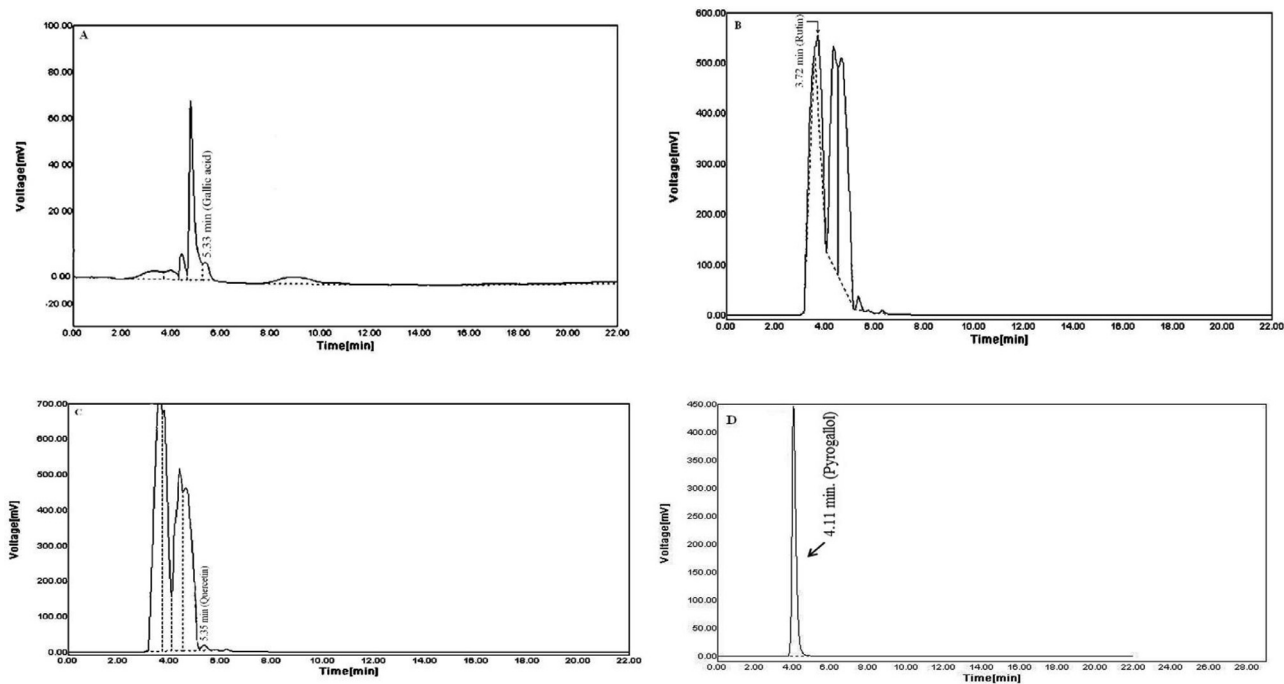 A
100.00
80.00
60.00
40 00
20 00
0 00
-20 00
Voltage[mV]
5.33 min (Gallic acid)
0.00 2.00 4.00 6.00 8.00 10.00 12.00 14.00 16.00 18.00 20.00 22.00
Time[min]
B
600.00
500.00
400.00
300.00
200.00
100.00
0.00
Voltage[mV]
3.72 min (Rutin)
0.00 2.00 4.00 6.00 8.00 10.00 12.00 14.00 16.00 18.00 20.00 22.00
Time[min]
C
700.00
600.00
500.00
400.00
300.00
200.00
100.00
0.00
Voltage[mV]
5.35 min (Quercetin)
0.00 2.00 4.00 6.00 8.00 10.00 12.00 14.00 16.00 18.00 20.00 22.00
Time[min]
D
450.00
400.00
350.00
300.00
250.00
200.00
150.00
100.00
50.00
0.00
Voltage[mV]
4.11 min. (Pyrogallol)
0.00 2.00 4.00 6.00 8.00 10.00 12.00 14.00 16.00 18.00 20.00 22.00 24.00 26.00 28.00
Time[min]